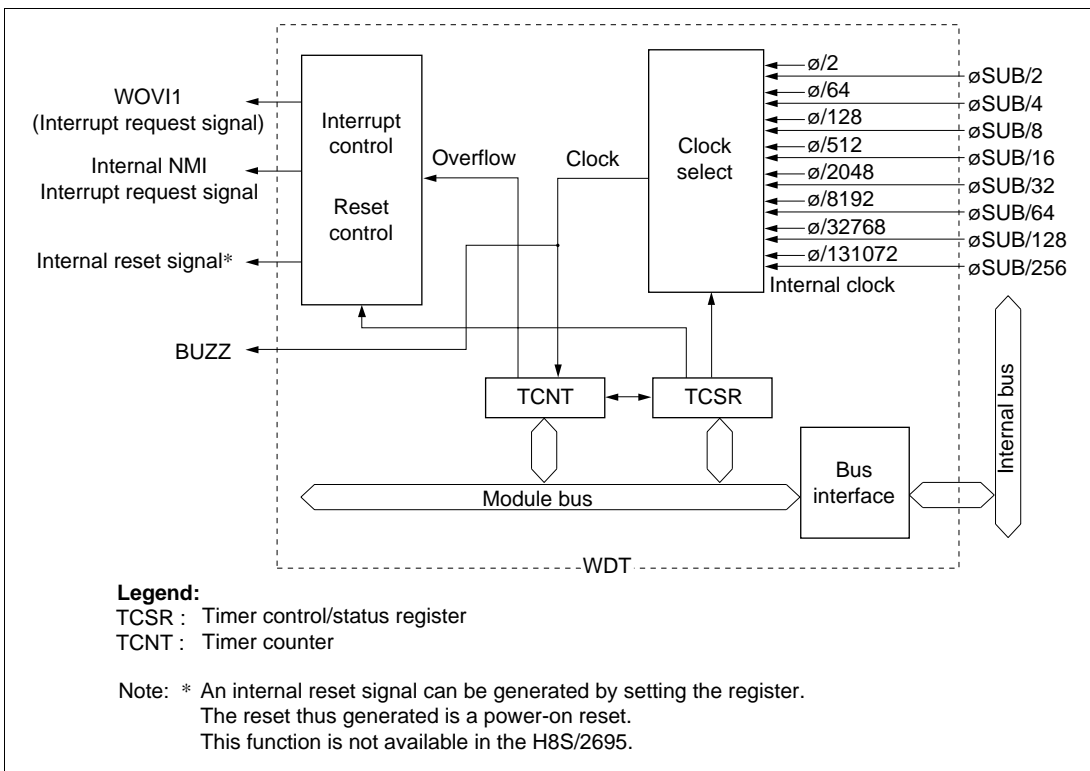 WOVI1
(Interrupt request signal)
Internal NMI
Interrupt request signal
Internal reset signal*
BUZZ
Interrupt
control
Reset
control
Overflow
Clock
Clock
select
ø/2
ø/64
ø/128
ø/512
ø/2048
ø/8192
ø/32768
ø/131072
Internal clock
øSUB/2
øSUB/4
øSUB/8
øSUB/16
øSUB/32
øSUB/64
øSUB/128
øSUB/256
TCNT
TCSR
Module bus
Bus
interface
Internal bus
WDT
Legend:
TCSR : Timer control/status register
TCNT : Timer counter
Note: * An internal reset signal can be generated by setting the register.
The reset thus generated is a power-on reset.
This function is not available in the H8S/2695.